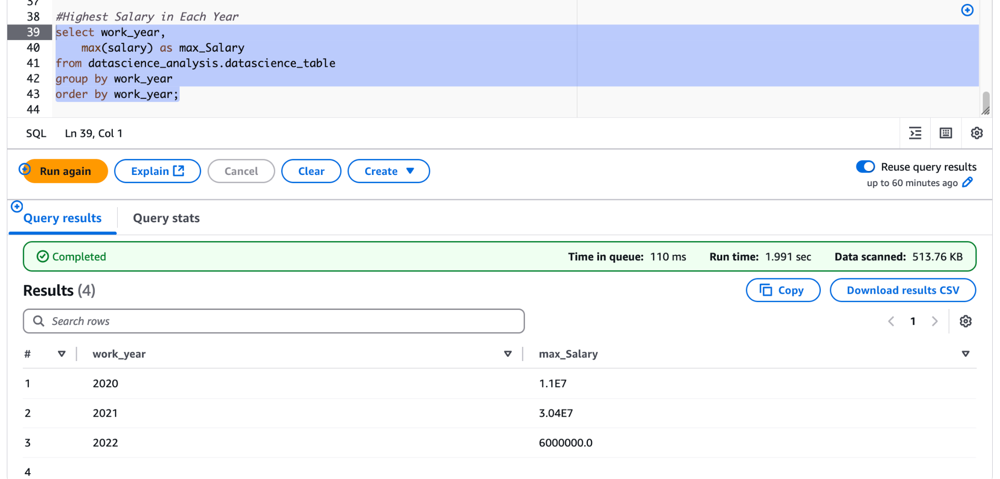 37
38 #Highest Salary in Each Year
39 select work_year,
40 max(salary) as max_Salary
41 from datascience_analysis.datascience_table
42 group by work_year
43 order by work_year;
44
SQL Ln 39, Col 1
Run again Explain Cancel Clear Create Reuse query results
up to 60 minutes ago
Query results Query stats
Completed Time in queue: 110 ms Run time: 1.991 sec Data scanned: 513.76 KB
Results (4) Copy Download results CSV
Search rows 1
# work_year max_Salary
1 2020 1.1E7
2 2021 3.04E7
3 2022 6000000.0
4